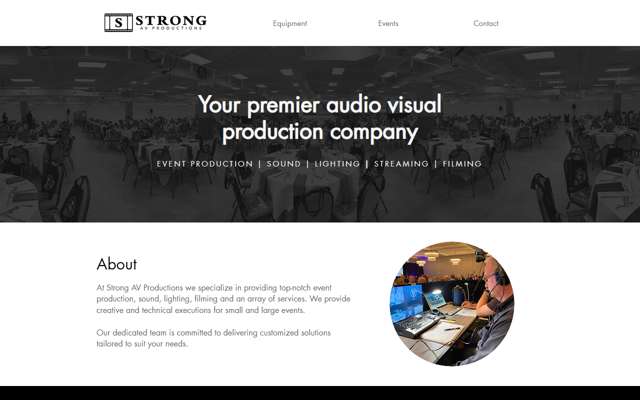 S STRONG
AV PRODUCTIONS
Equipment
Events
Contact
Your premier audio visual
production company
EVENT PRODUCTION | SOUND | LIGHTING | STREAMING | FILMING
About
At Strong AV Productions we specialize in providing top-notch event
production, sound, lighting, filming and an array of services. We provide
creative and technical executions for small and large events.
Our dedicated team is committed to delivering customized solutions
tailored to suit your needs.